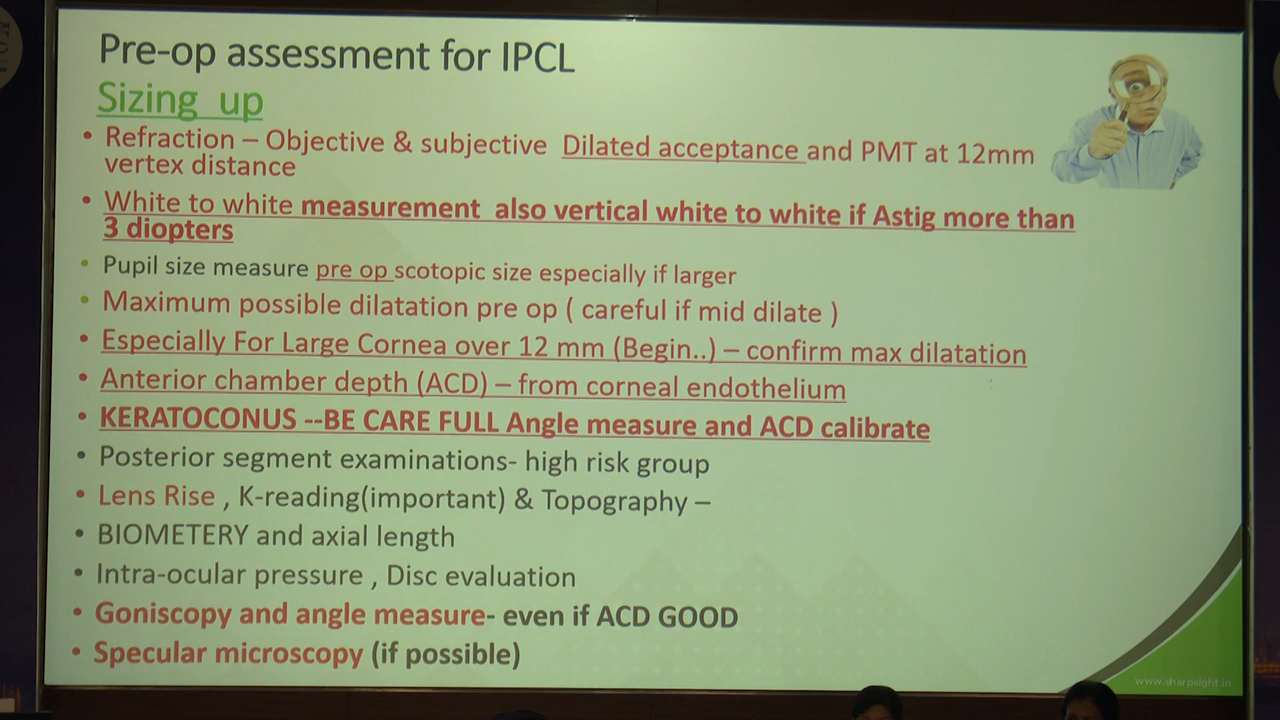 Pre-op assessment for IPCL
Sizing up
• Refraction – Objective & subjective Dilated acceptance and PMT at 12mm
vertex distance
• White to white measurement also vertical white to white if Astig more than
3 diopters
• Pupil size measure pre op scotopic size especially if larger
• Maximum possible dilatation pre op ( careful if mid dilate )
• Especially For Large Cornea over 12 mm (Begin..) – confirm max dilatation
• Anterior chamber depth (ACD) – from corneal endothelium
• KERATOCONUS --BE CARE FULL Angle measure and ACD calibrate
• Posterior segment examinations- high risk group
• Lens Rise , K-reading(important) & Topography –
• BIOMETERY and axial length
• Intra-ocular pressure , Disc evaluation
• Goniscopy and angle measure- even if ACD GOOD
• Specular microscopy (if possible)
www.sharpsight.in